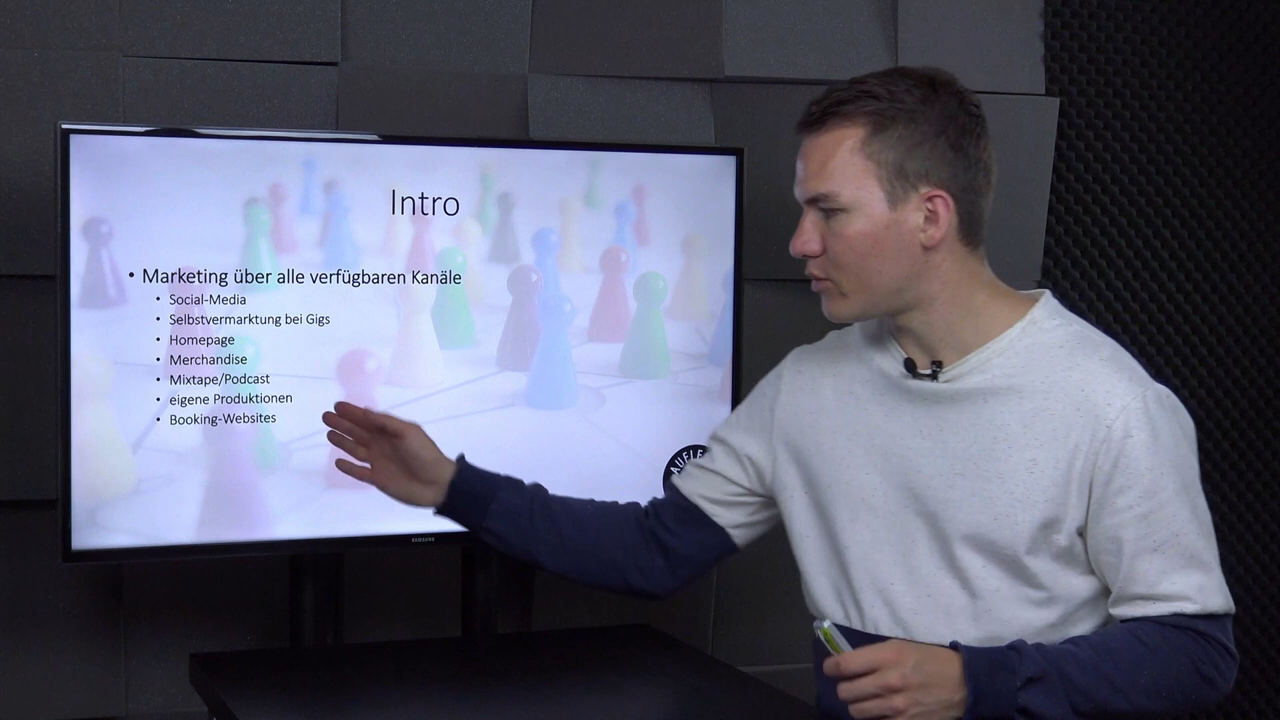 Intro
• Marketing über alle verfügbaren Kanäle
• Social-Media
• Selbstvermarktung bei Gigs
• Homepage
• Merchandise
• Mixtape/Podcast
• eigene Produktionen
• Booking-Websites
SAMSUNG